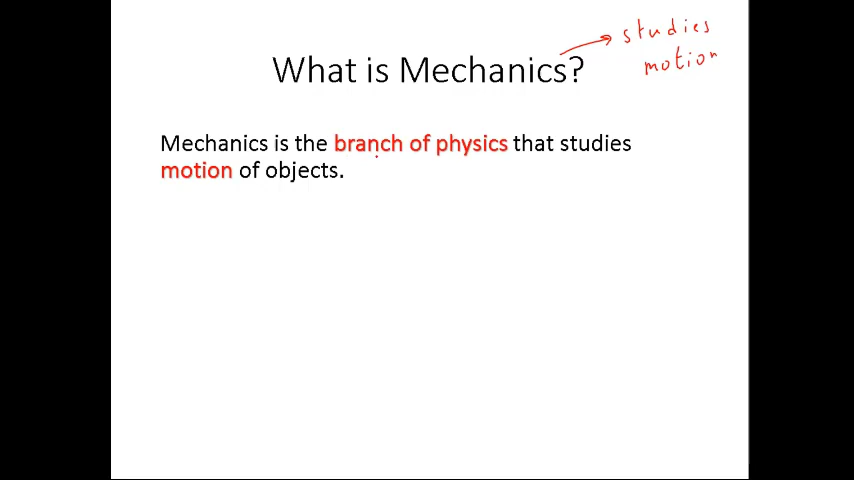 What is Mechanics?
studies
motion
Mechanics is the branch of physics that studies
motion of objects.